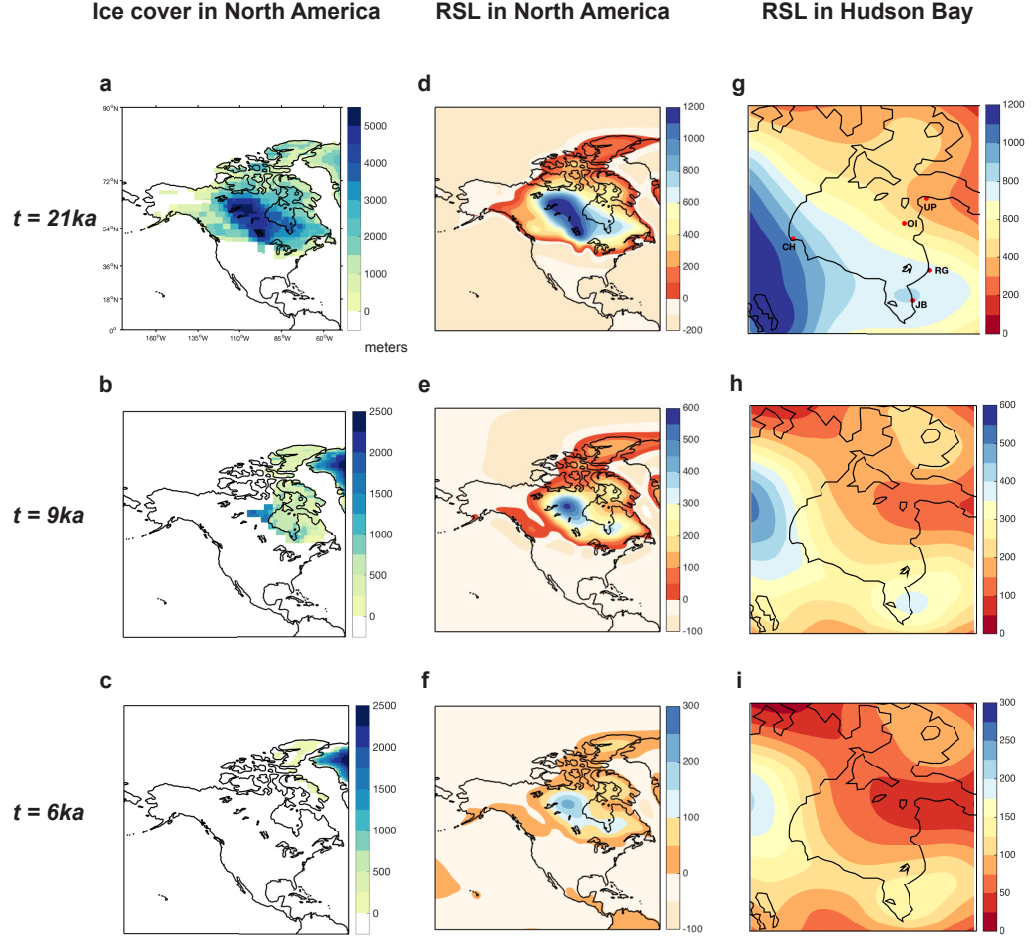 Ice cover in North America
RSL in North America
RSL in Hudson Bay
t = 21ka
a
90°N
72°N
54°N
36°N
18°N
0°
160°W
135°W
110°W
85°W
60°W
5000
4000
3000
2000
1000
0
meters
d
1200
1000
800
600
400
200
0
-200
g
CH
OI
UP
RG
JB
1200
1000
800
600
400
200
0
t = 9ka
b
2500
2000
1500
1000
500
0
e
600
500
400
300
200
100
0
-100
h
600
500
400
300
200
100
0
t = 6ka
c
2500
2000
1500
1000
500
0
f
300
200
100
0
-100
i
300
250
200
150
100
50
0